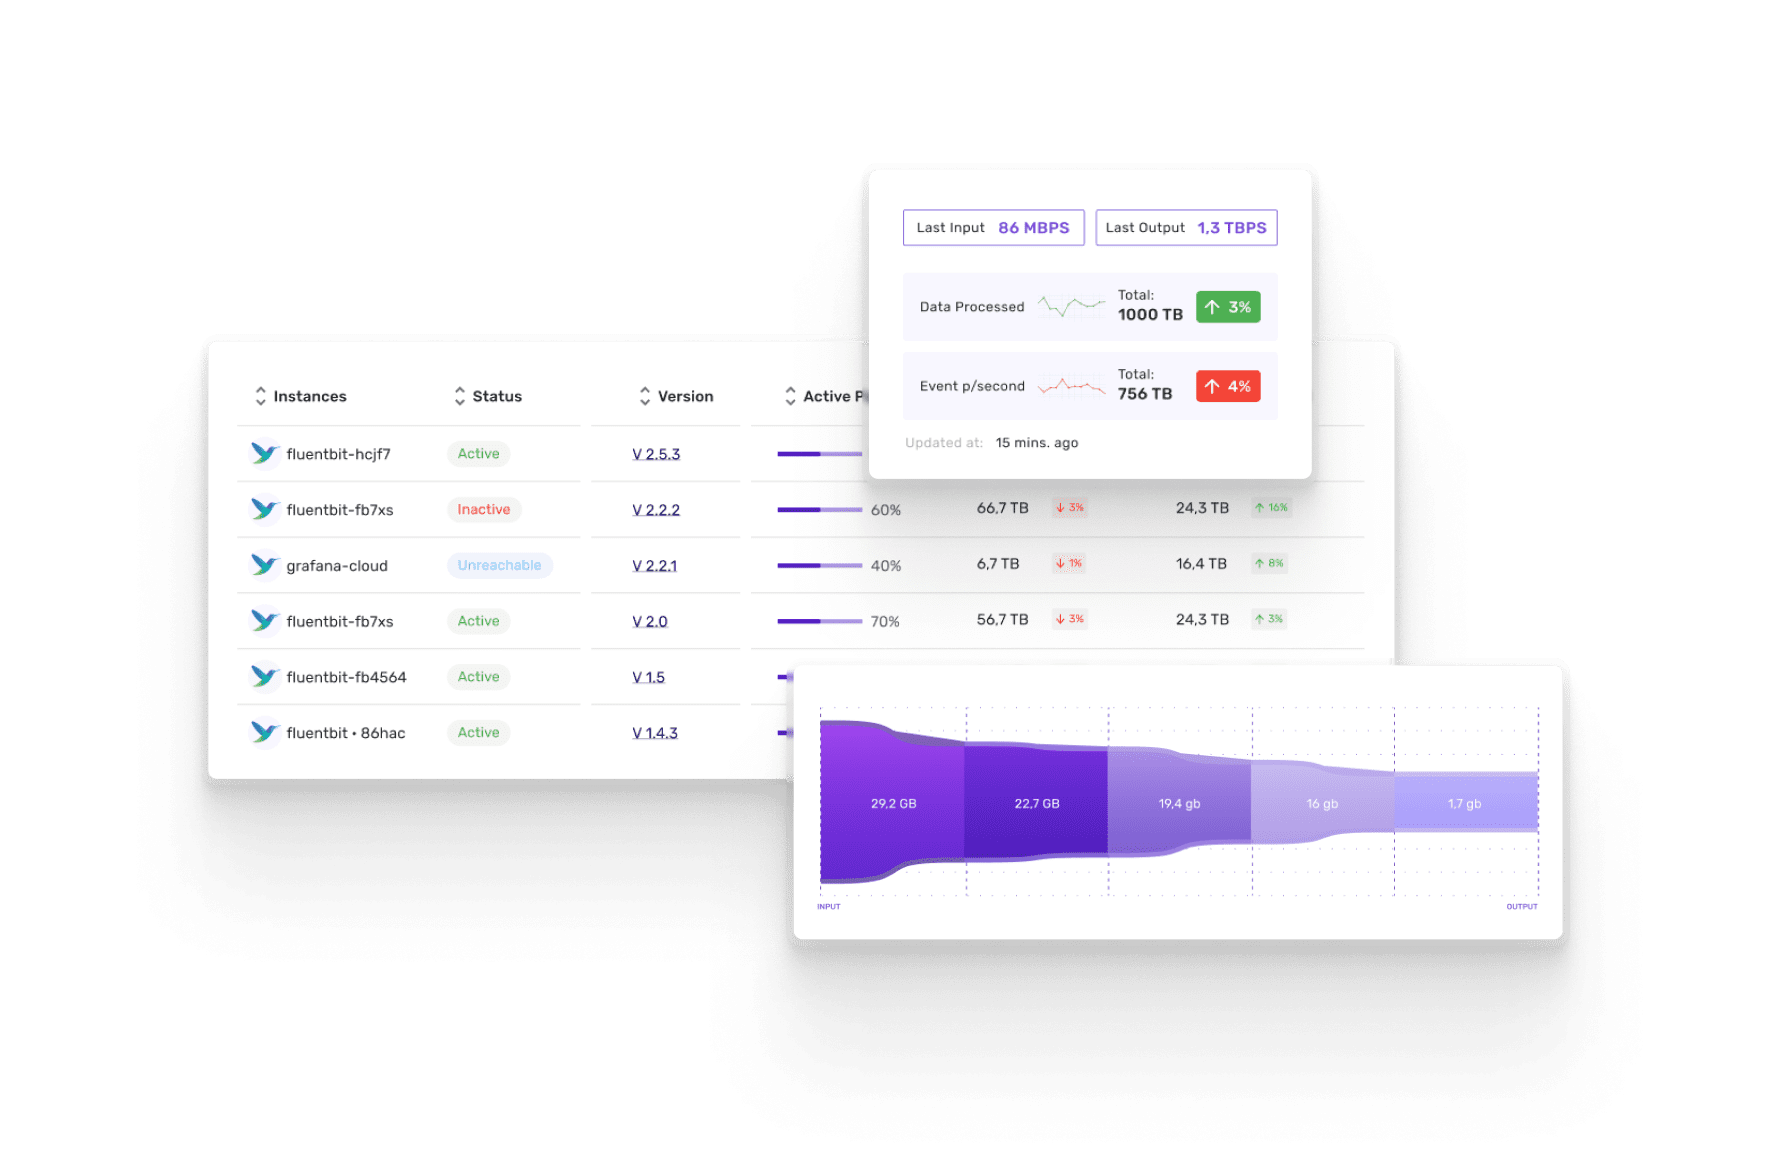 Last Input 86 MBPS Last Output 1,3 TBPS
Data Processed Total: 1000 TB 3%
Event p/second Total: 756 TB 4%
Updated at: 15 mins. ago
Instances Status Version Active
fluentbit-hcjf7 Active V 2.5.3
fluentbit-fb7xs Inactive V 2.2.2 60% 66,7 TB ↓ 3% 24,3 TB ↑ 16%
grafana-cloud Unreachable V 2.2.1 40% 6,7 TB ↓ 1% 16,4 TB ↑ 8%
fluentbit-fb7xs Active V 2.0 70% 56,7 TB ↓ 3% 24,3 TB ↑ 3%
fluentbit-fb4564 Active V 1.5
fluentbit • 86hac Active V 1.4.3
29,2 GB 22,7 GB 19,4 gb 16 gb 1,7 gb
INPUT OUTPUT